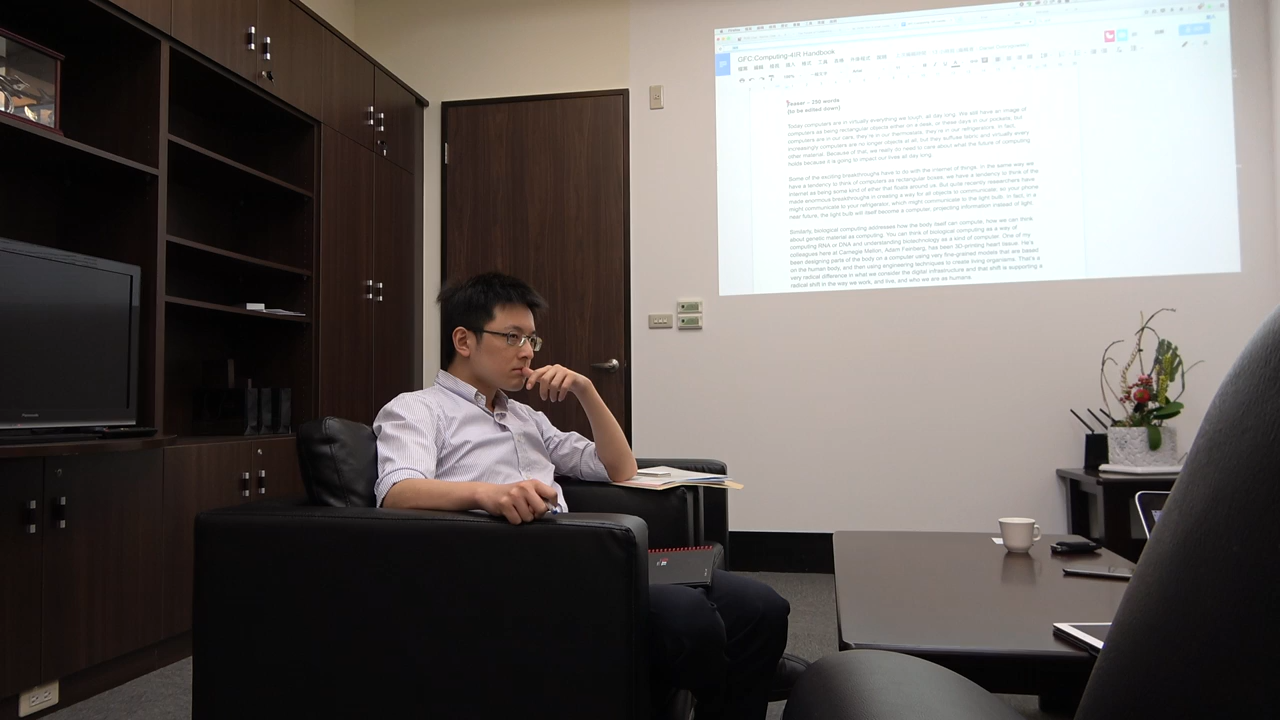 GFC Computing-4IR Handbook
Teaser – 250 words
(to be edited down)
Today computers are in virtually everything we touch, all day long. We still have an image of
computers as being rectangular objects either on a desk, or these days in our pockets, but
computers are in our cars, they're in our thermostats, they're in our refrigerators. In fact,
increasingly computers are no longer objects at all, but they suffuse fabric and virtually every
other material. Because of that, we really do need to care about what the future of computing
holds because it is going to impact our lives all day long.
Some of the exciting breakthroughs have to do with the internet of things. In the same way we
have a tendency to think of computers as rectangular boxes, we have a tendency to think of the
internet as being some kind of ether that floats around us. But quite recently researchers have
made enormous breakthroughs in creating a way for all objects to communicate, so your phone
might communicate to your refrigerator, which might communicate to the light bulb. In fact, in a
near future, the light bulb will itself become a computer, projecting information instead of light.
Similarly, biological computing addresses how the body itself can compute, how we can think
about genetic material as computing. You can think of biological computing as a way of
computing RNA or DNA and understanding biotechnology as a kind of computer. One of my
colleagues here at Carnegie Mellon, Adam Feinberg, has been 3D-printing heart tissue. He's
been designing parts of the body on a computer using very fine-grained models that are based
on the human body, and then using engineering techniques to create living organisms. That's a
very radical difference in what we consider the digital infrastructure and that shift is supporting a
radical shift in the way we work, and live, and who we are as humans.